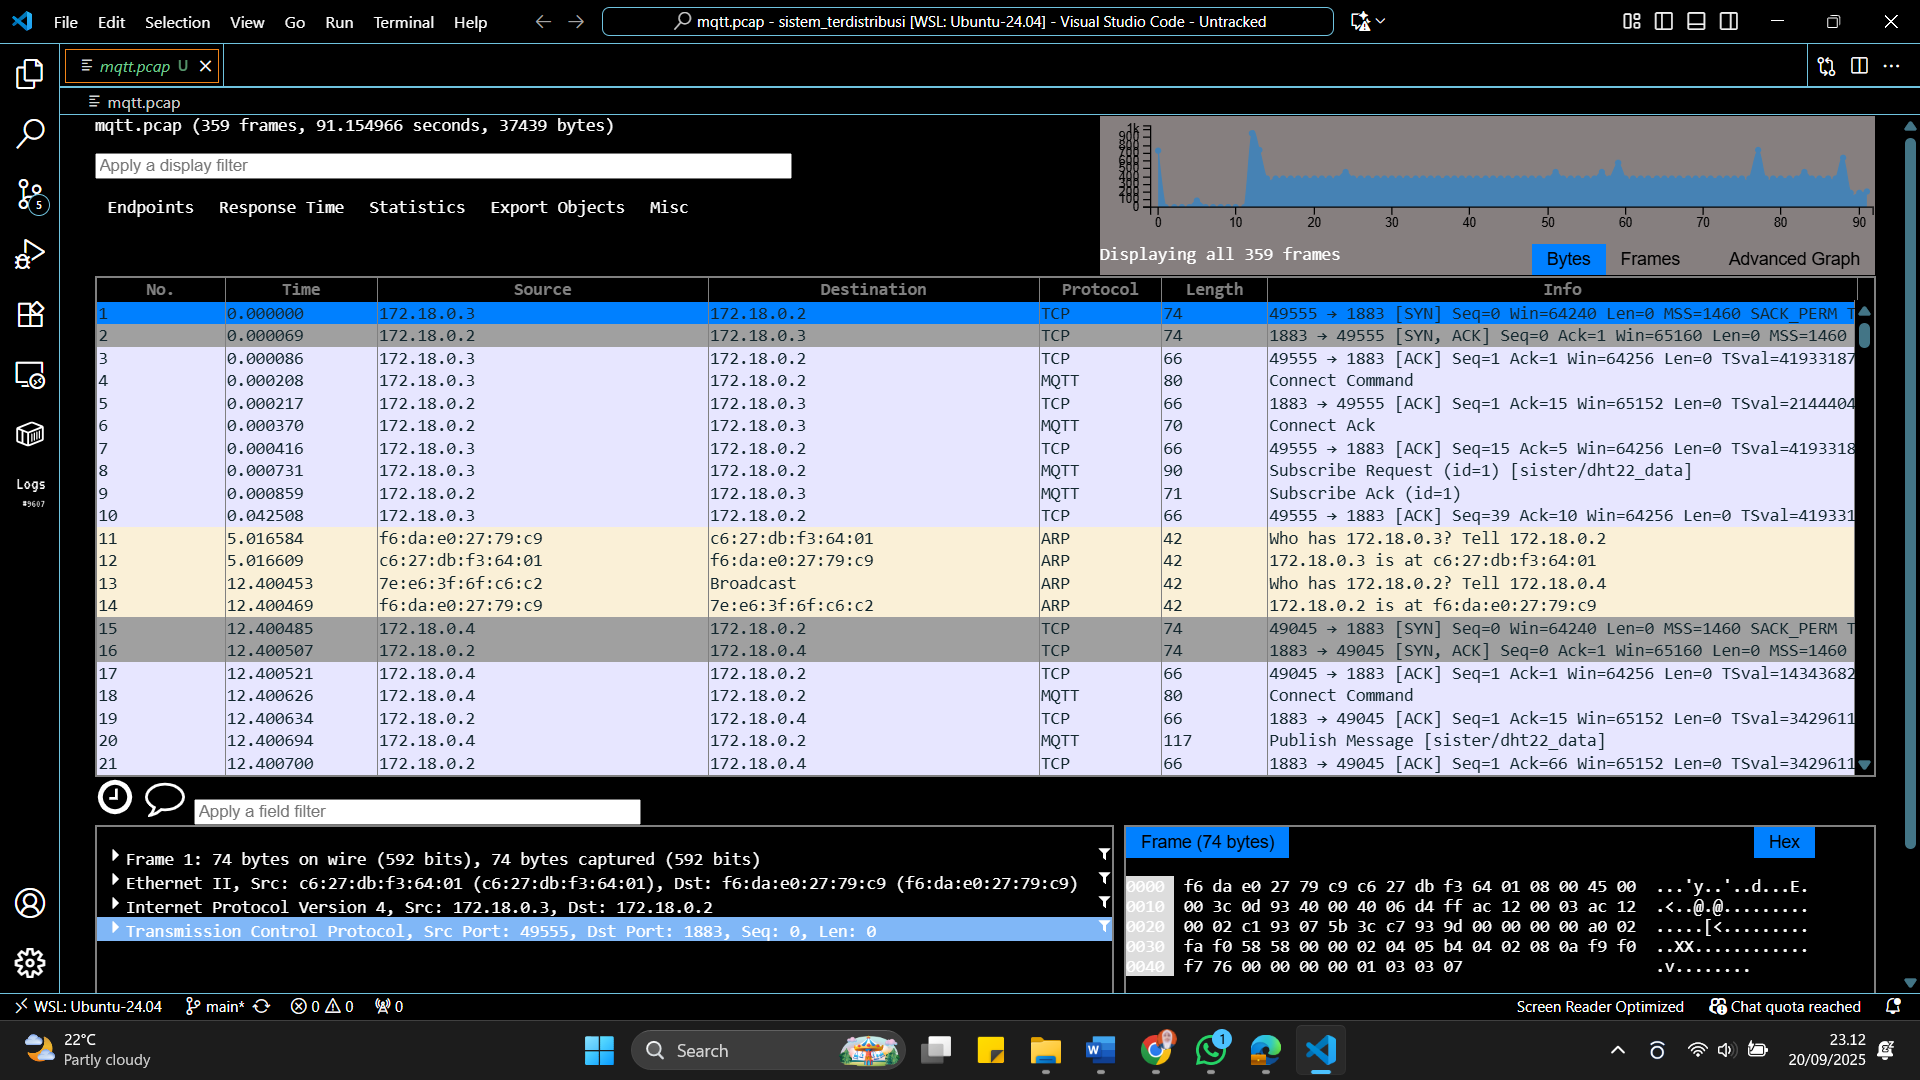 File Edit Selection View Go Run Terminal Help
mqtt.pcap - sistem_terdistribusi [WSL: Ubuntu-24.04] - Visual Studio Code - Untracked
mqtt.pcap U
mqtt.pcap
mqtt.pcap (359 frames, 91.154966 seconds, 37439 bytes)
Apply a display filter
Endpoints Response Time Statistics Export Objects Misc
1k
900
800
700
600
500
400
300
200
100
0
0 10 20 30 40 50 60 70 80 90
Displaying all 359 frames
Bytes Frames Advanced Graph
No. Time Source Destination Protocol Length Info
1 0.000000 172.18.0.3 172.18.0.2 TCP 74 49555 → 1883 [SYN] Seq=0 Win=64240 Len=0 MSS=1460 SACK_PERM T
2 0.000069 172.18.0.2 172.18.0.3 TCP 74 1883 → 49555 [SYN, ACK] Seq=0 Ack=1 Win=65160 Len=0 MSS=1460
3 0.000086 172.18.0.3 172.18.0.2 TCP 66 49555 → 1883 [ACK] Seq=1 Ack=1 Win=64256 Len=0 TSval=41933187
4 0.000208 172.18.0.3 172.18.0.2 MQTT 80 Connect Command
5 0.000217 172.18.0.2 172.18.0.3 TCP 66 1883 → 49555 [ACK] Seq=1 Ack=15 Win=65152 Len=0 TSval=2144404
6 0.000370 172.18.0.2 172.18.0.3 MQTT 70 Connect Ack
7 0.000416 172.18.0.3 172.18.0.2 TCP 66 49555 → 1883 [ACK] Seq=15 Ack=5 Win=64256 Len=0 TSval=4193318
8 0.000731 172.18.0.3 172.18.0.2 MQTT 90 Subscribe Request (id=1) [sister/dht22_data]
9 0.000859 172.18.0.2 172.18.0.3 MQTT 71 Subscribe Ack (id=1)
10 0.042508 172.18.0.3 172.18.0.2 TCP 66 49555 → 1883 [ACK] Seq=39 Ack=10 Win=64256 Len=0 TSval=419331
11 5.016584 f6:da:e0:27:79:c9 c6:27:db:f3:64:01 ARP 42 Who has 172.18.0.3? Tell 172.18.0.2
12 5.016609 c6:27:db:f3:64:01 f6:da:e0:27:79:c9 ARP 42 172.18.0.3 is at c6:27:db:f3:64:01
13 12.400453 7e:e6:3f:6f:c6:c2 Broadcast ARP 42 Who has 172.18.0.2? Tell 172.18.0.4
14 12.400469 f6:da:e0:27:79:c9 7e:e6:3f:6f:c6:c2 ARP 42 172.18.0.2 is at f6:da:e0:27:79:c9
15 12.400485 172.18.0.4 172.18.0.2 TCP 74 49045 → 1883 [SYN] Seq=0 Win=64240 Len=0 MSS=1460 SACK_PERM T
16 12.400507 172.18.0.2 172.18.0.4 TCP 74 1883 → 49045 [SYN, ACK] Seq=0 Ack=1 Win=65160 Len=0 MSS=1460
17 12.400521 172.18.0.4 172.18.0.2 TCP 66 49045 → 1883 [ACK] Seq=1 Ack=1 Win=64256 Len=0 TSval=14343682
18 12.400626 172.18.0.4 172.18.0.2 MQTT 80 Connect Command
19 12.400634 172.18.0.2 172.18.0.4 TCP 66 1883 → 49045 [ACK] Seq=1 Ack=15 Win=65152 Len=0 TSval=3429611
20 12.400694 172.18.0.4 172.18.0.2 MQTT 117 Publish Message [sister/dht22_data]
21 12.400700 172.18.0.2 172.18.0.4 TCP 66 1883 → 49045 [ACK] Seq=1 Ack=66 Win=65152 Len=0 TSval=3429611
5
Logs
#9607
Apply a field filter
Frame 1: 74 bytes on wire (592 bits), 74 bytes captured (592 bits)
Ethernet II, Src: c6:27:db:f3:64:01 (c6:27:db:f3:64:01), Dst: f6:da:e0:27:79:c9 (f6:da:e0:27:79:c9)
Internet Protocol Version 4, Src: 172.18.0.3, Dst: 172.18.0.2
Transmission Control Protocol, Src Port: 49555, Dst Port: 1883, Seq: 0, Len: 0
Frame (74 bytes) Hex
0000 f6 da e0 27 79 c9 c6 27 db f3 64 01 08 00 45 00 ...'y..'..d...E.
0010 00 3c 0d 93 40 00 40 06 d4 ff ac 12 00 03 ac 12 .<..@.@.........
0020 00 02 c1 93 07 5b 3c c7 93 9d 00 00 00 00 a0 02 .....[<.........
0030 fa f0 58 58 00 00 02 04 05 b4 04 02 08 0a f9 f0 ..XX............
0040 f7 76 00 00 00 00 01 03 03 07 .v........
WSL: Ubuntu-24.04 main* 0 0 0
Screen Reader Optimized Chat quota reached
22°C
Partly cloudy
Search
1
23.12
20/09/2025